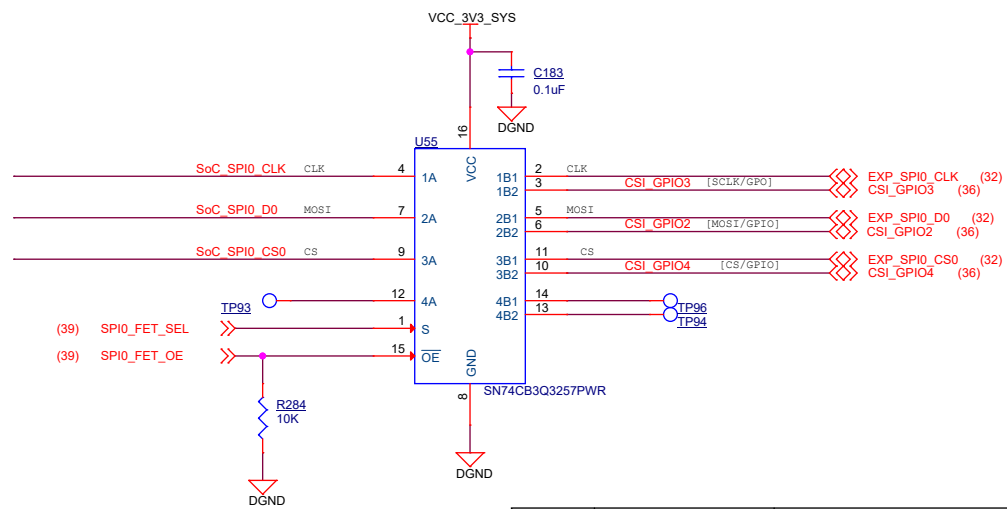 VCC_3V3_SYS
C183
0.1uF
DGND
U55
16
VCC
SoC_SPI0_CLK CLK 4 1A 1B1 2 CLK EXP_SPI0_CLK (32)
1B2 3 CSI_GPIO3 [SCLK/GPO] CSI_GPIO3 (36)
SoC_SPI0_D0 MOSI 7 2A 2B1 5 MOSI EXP_SPI0_D0 (32)
2B2 6 CSI_GPIO2 [MOSI/GPIO] CSI_GPIO2 (36)
SoC_SPI0_CS0 CS 9 3A 3B1 11 CS EXP_SPI0_CS0 (32)
3B2 10 CSI_GPIO4 [CS/GPIO] CSI_GPIO4 (36)
TP93 12 4A 4B1 14 TP96
4B2 13 TP94
(39) SPI0_FET_SEL 1 S
(39) SPI0_FET_OE 15 OE
GND
8
SN74CB3Q3257PWR
R284
10K
DGND
DGND